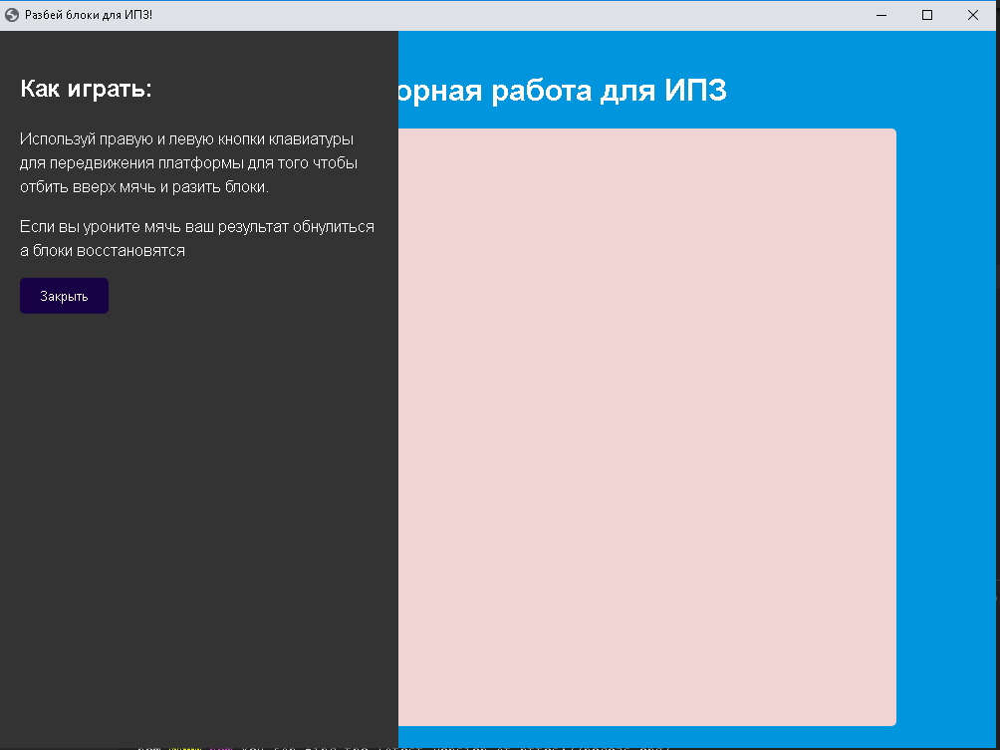 Разбей блоки для ИПЗ!
Как играть:
орная работа для ИПЗ
Используй правую и левую кнопки клавиатуры
для передвижения платформы для того чтобы
отбить вверх мячь и разить блоки.
Если вы уроните мячь ваш результат обнулиться
а блоки восстановятся
Закрыть